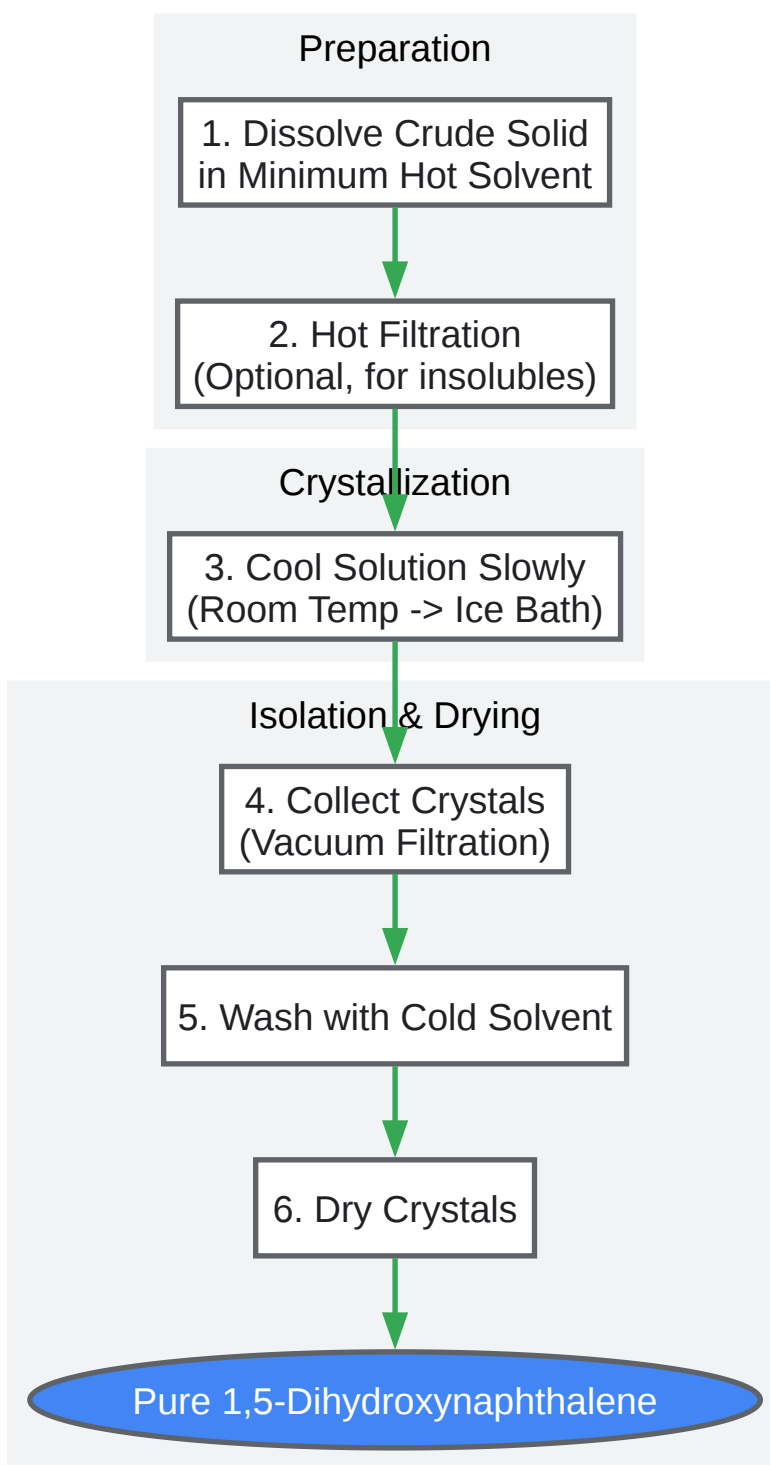 Preparation
1. Dissolve Crude Solid
in Minimum Hot Solvent
2. Hot Filtration
(Optional, for insolubles)
Crystallization
3. Cool Solution Slowly
(Room Temp -> Ice Bath)
Isolation & Drying
4. Collect Crystals
(Vacuum Filtration)
5. Wash with Cold Solvent
6. Dry Crystals
Pure 1,5-Dihydroxynaphthalene